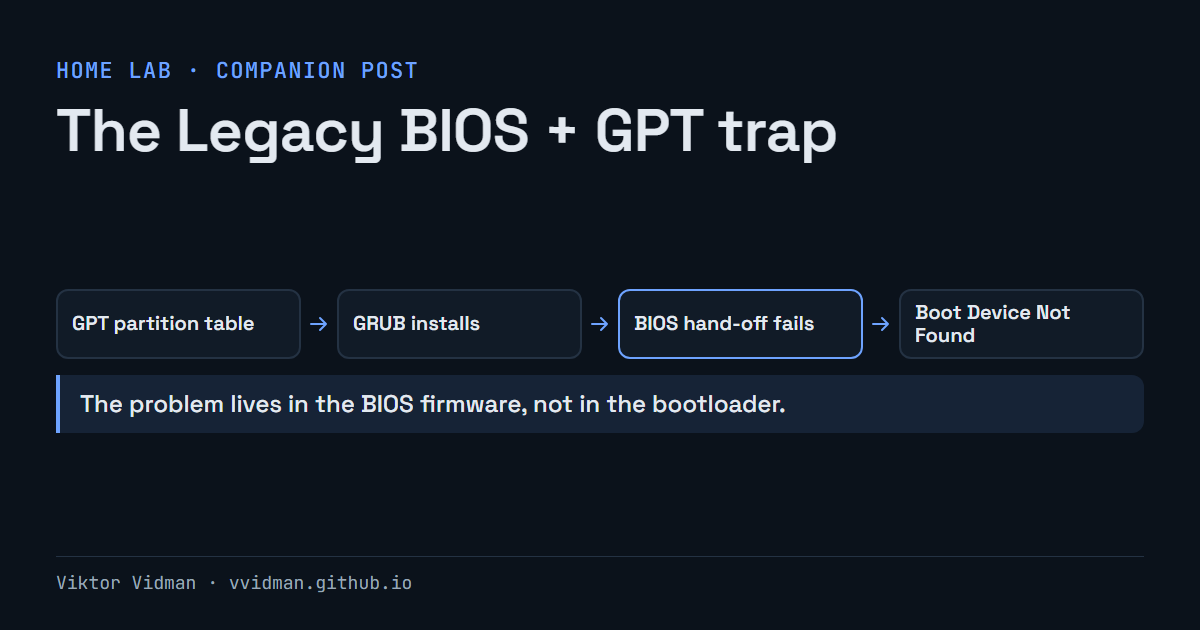 HOME LAB · COMPANION POST
The Legacy BIOS + GPT trap
GPT partition table
→
GRUB installs
→
BIOS hand-off fails
→
Boot Device Not
Found
The problem lives in the BIOS firmware, not in the bootloader.
Viktor Vidman · vvidman.github.io